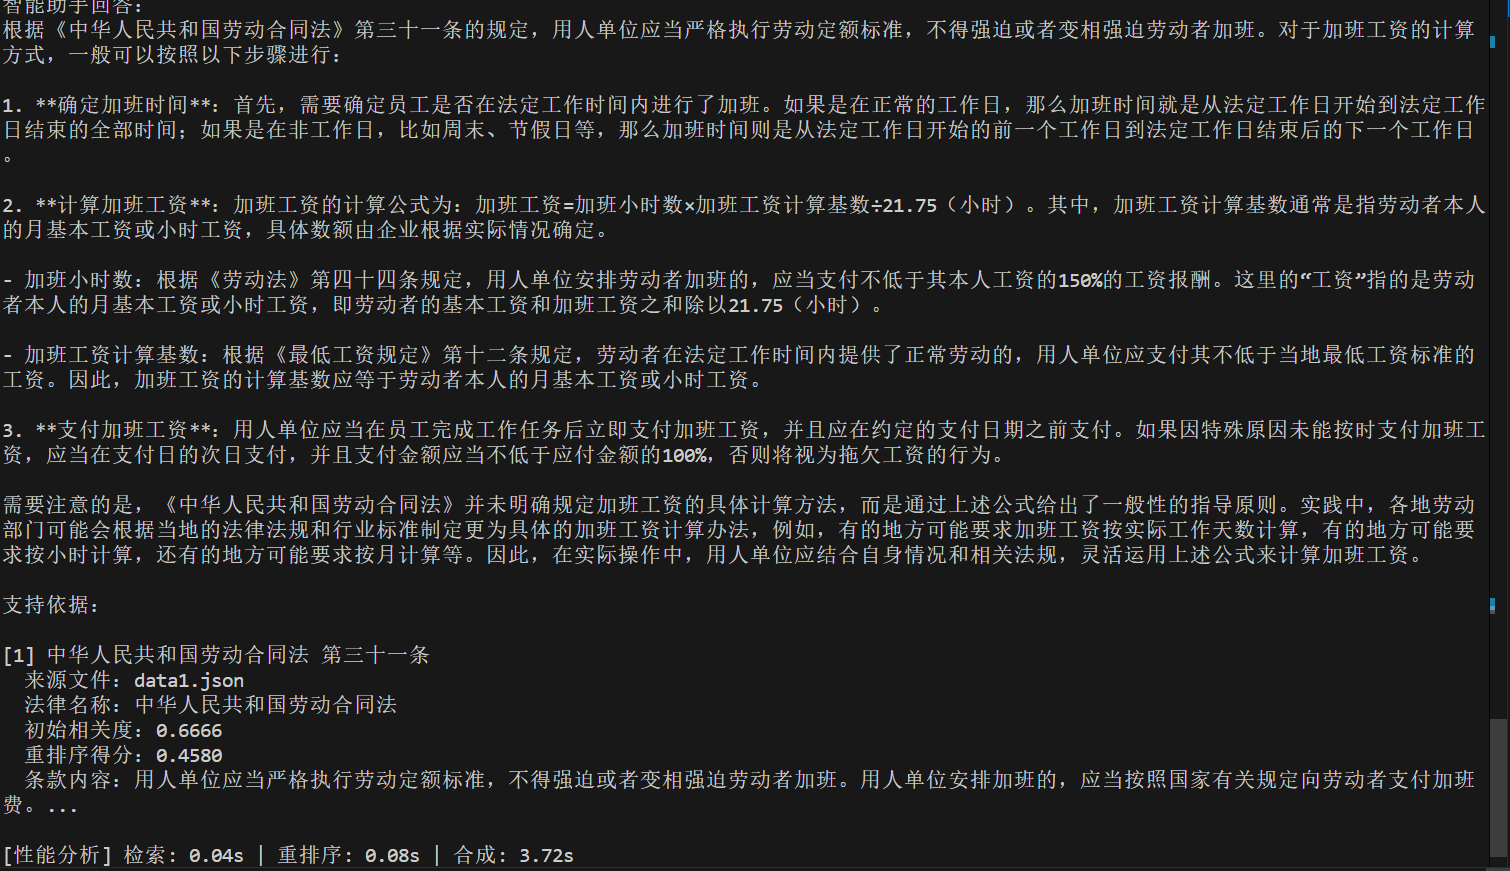 智能助手回答：
根据《中华人民共和国劳动合同法》第三十一条的规定，用人单位应当严格执行劳动定额标准，不得强迫或者变相强迫劳动者加班。对于加班工资的计算
方式，一般可以按照以下步骤进行：
1. **确定加班时间**：首先，需要确定员工是否在法定工作时间内进行了加班。如果是在正常的工作日，那么加班时间就是从法定工作日开始到法定工作
日结束的全部时间；如果是在非工作日，比如周末、节假日等，那么加班时间则是从法定工作日开始的前一个工作日到法定工作日结束后的下一个工作日
。
2. **计算加班工资**：加班工资的计算公式为：加班工资=加班小时数×加班工资计算基数÷21.75（小时）。其中，加班工资计算基数通常是指劳动者本人
的月基本工资或小时工资，具体数额由企业根据实际情况确定。
- 加班小时数：根据《劳动法》第四十四条规定，用人单位安排劳动者加班的，应当支付不低于其本人工资的150%的工资报酬。这里的“工资”指的是劳动
者本人的月基本工资或小时工资，即劳动者的基本工资和加班工资之和除以21.75（小时）。
- 加班工资计算基数：根据《最低工资规定》第十二条规定，劳动者在法定工作时间内提供了正常劳动的，用人单位应支付其不低于当地最低工资标准的
工资。因此，加班工资的计算基数应等于劳动者本人的月基本工资或小时工资。
3. **支付加班工资**：用人单位应当在员工完成工作任务后立即支付加班工资，并且应在约定的支付日期之前支付。如果因特殊原因未能按时支付加班工
资，应当在支付日的次日支付，并且支付金额应当不低于应付金额的100%，否则将视为拖欠工资的行为。
需要注意的是，《中华人民共和国劳动合同法》并未明确规定加班工资的具体计算方法，而是通过上述公式给出了一般性的指导原则。实践中，各地劳动
部门可能会根据当地的法律法规和行业标准制定更为具体的加班工资计算办法，例如，有的地方可能要求加班工资按实际工作天数计算，有的地方可能要
求按小时计算，还有的地方可能要求按月计算等。因此，在实际操作中，用人单位应结合自身情况和相关法规，灵活运用上述公式来计算加班工资。
支持依据：
[1] 中华人民共和国劳动合同法 第三十一条
来源文件：data1.json
法律名称：中华人民共和国劳动合同法
初始相关度：0.6666
重排序得分：0.4580
条款内容：用人单位应当严格执行劳动定额标准，不得强迫或者变相强迫劳动者加班。用人单位安排加班的，应当按照国家有关规定向劳动者支付加班
费。...
[性能分析] 检索: 0.04s | 重排序: 0.08s | 合成: 3.72s